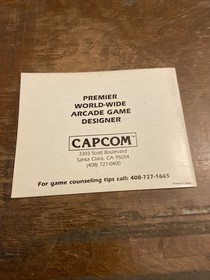 PREMIER
WORLD-WIDE
ARCADE GAME
DESIGNER
CAPCOM™
3303 Scott Boulevard
Santa Clara, CA 95054
(408) 727-0400
For game counseling tips call: 408-727-1665